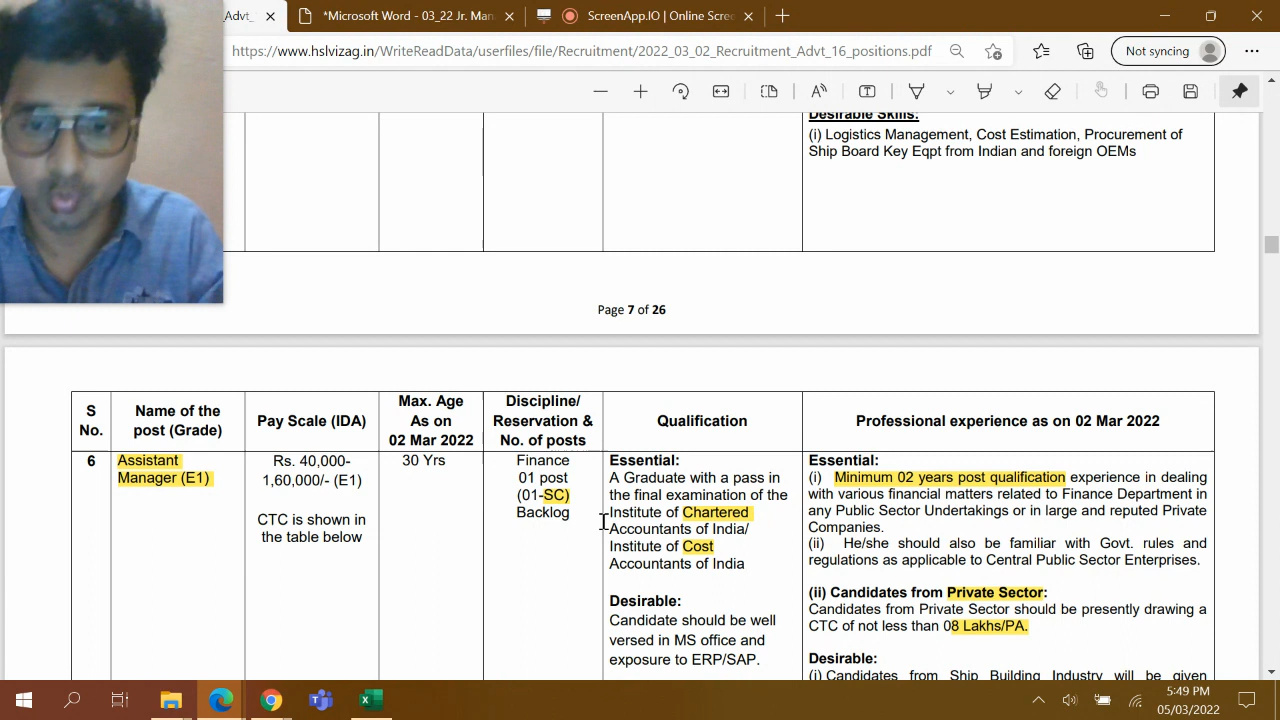 _Advt_
*Microsoft Word - 03_22 Jr. Man
ScreenApp.IO | Online Scree
https://www.hslvizag.in/WriteReadData/userfiles/file/Recruitment/2022_03_02_Recruitment_Advt_16_positions.pdf
Not syncing
Desirable Skills:
(i) Logistics Management, Cost Estimation, Procurement of
Ship Board Key Eqpt from Indian and foreign OEMs
Page 7 of 26
S No.
Name of the post (Grade)
Pay Scale (IDA)
Max. Age As on 02 Mar 2022
Discipline/ Reservation & No. of posts
Qualification
Professional experience as on 02 Mar 2022
6
Assistant
Manager (E1)
Rs. 40,000-
1,60,000/- (E1)
CTC is shown in
the table below
30 Yrs
Finance
01 post
(01-SC)
Backlog
Essential:
A Graduate with a pass in
the final examination of the
Institute of Chartered
Accountants of India/
Institute of Cost
Accountants of India
Desirable:
Candidate should be well
versed in MS office and
exposure to ERP/SAP.
Essential:
(i) Minimum 02 years post qualification experience in dealing
with various financial matters related to Finance Department in
any Public Sector Undertakings or in large and reputed Private
Companies.
(ii) He/she should also be familiar with Govt. rules and
regulations as applicable to Central Public Sector Enterprises.
(ii) Candidates from Private Sector:
Candidates from Private Sector should be presently drawing a
CTC of not less than 08 Lakhs/PA.
Desirable:
(i) Candidates from Ship Building Industry will be given
5:49 PM
05/03/2022